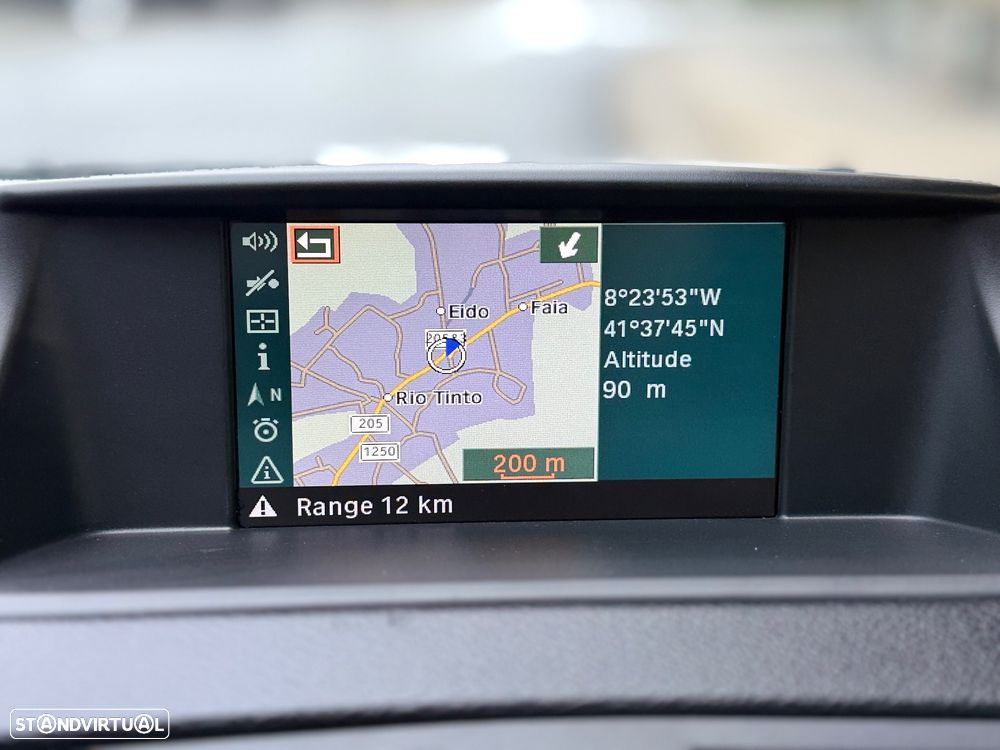 N
Eido
Faia
Rio Tinto
205
1250
200 m
8°23'53"W
41°37'45"N
Altitude
90 m
Range 12 km
STANDVIRTUAL